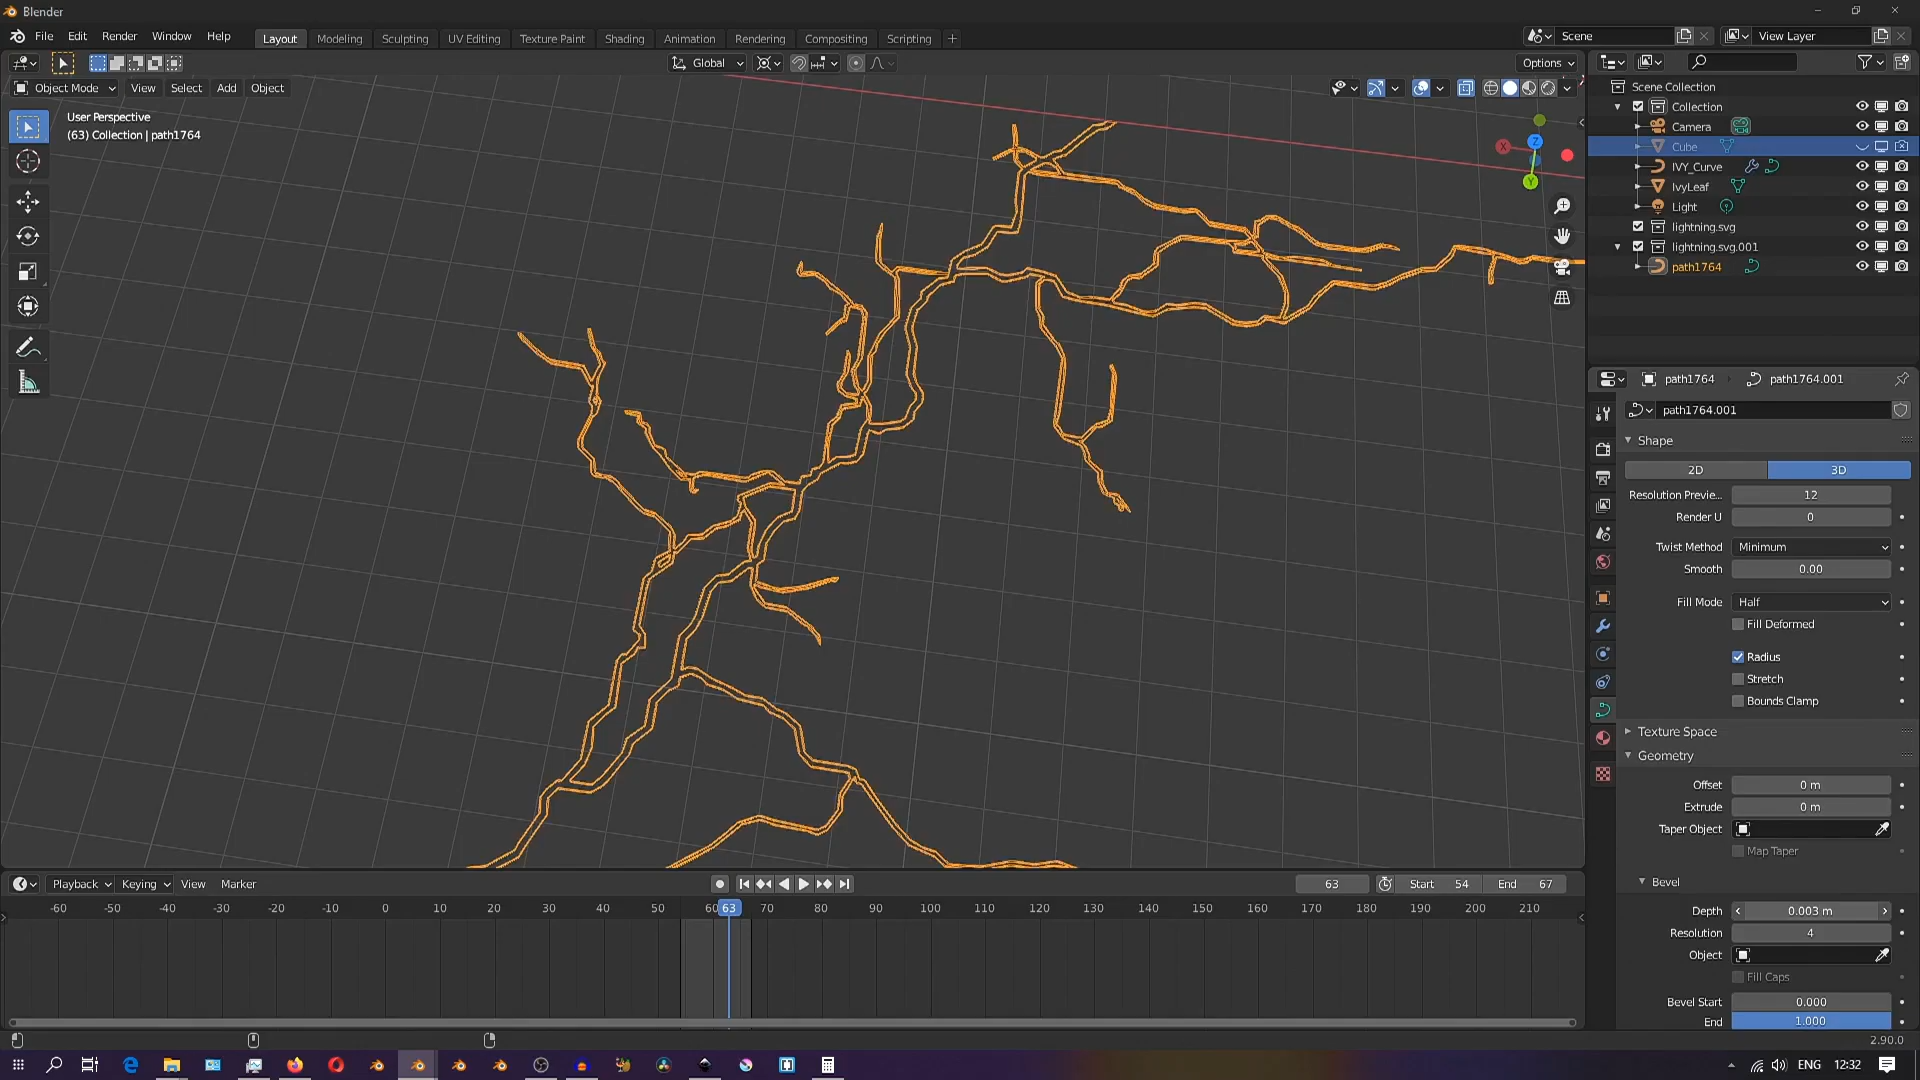 Blender
File Edit Render Window Help
Layout Modeling Sculpting UV Editing Texture Paint Shading Animation Rendering Compositing Scripting +
Scene
View Layer
Global
Options
Object Mode View Select Add Object
User Perspective
(63) Collection | path1764
X
Z
Y
Scene Collection
Collection
Camera
Cube
IVY_Curve
IvyLeaf
Light
lightning.svg
lightning.svg.001
path1764
path1764 path1764.001
path1764.001
Shape
2D 3D
Resolution Previe... 12
Render U 0
Twist Method Minimum
Smooth 0.00
Fill Mode Half
Fill Deformed
Radius
Stretch
Bounds Clamp
Texture Space
Geometry
Offset 0 m
Extrude 0 m
Taper Object
Map Taper
Bevel
Depth 0.003 m
Resolution 4
Object
Fill Caps
Bevel Start 0.000
End 1.000
Playback Keying View Marker
63 Start 54 End 67
-60 -50 -40 -30 -20 -10 0 10 20 30 40 50 60 63 70 80 90 100 110 120 130 140 150 160 170 180 190 200 210
2.90.0
ENG 12:32